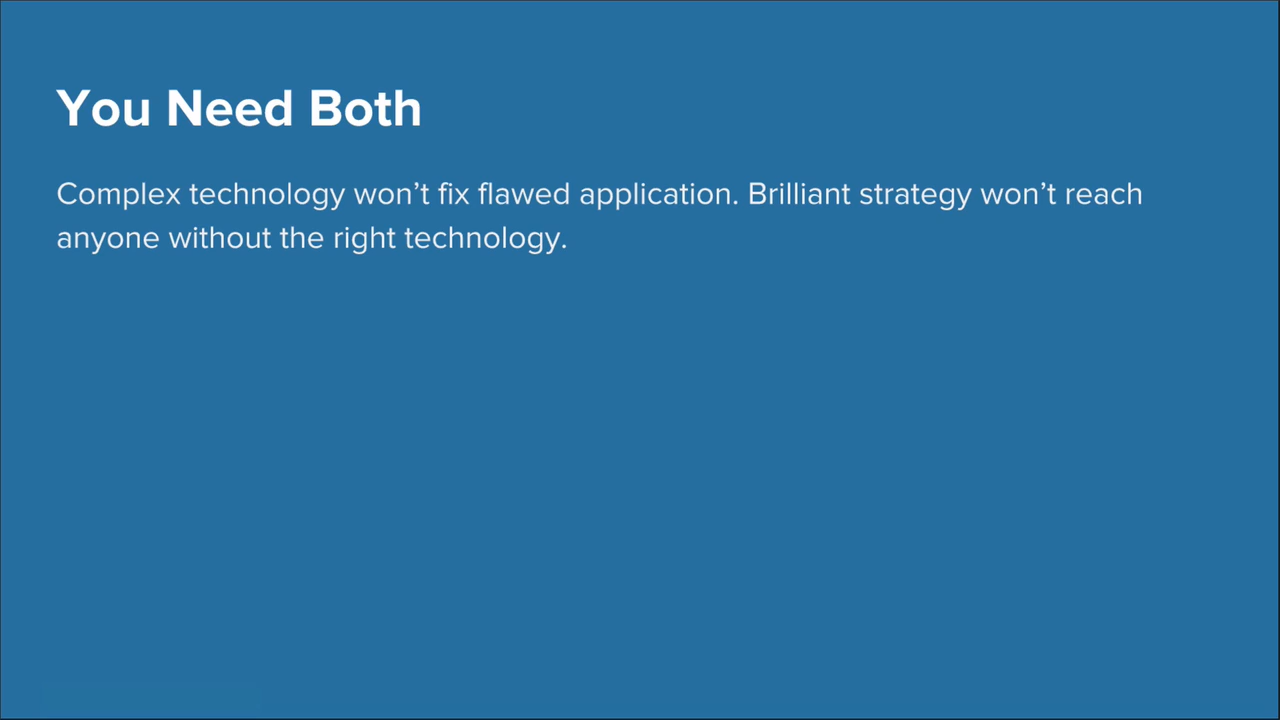 You Need Both
Complex technology won’t fix flawed application. Brilliant strategy won’t reach
anyone without the right technology.